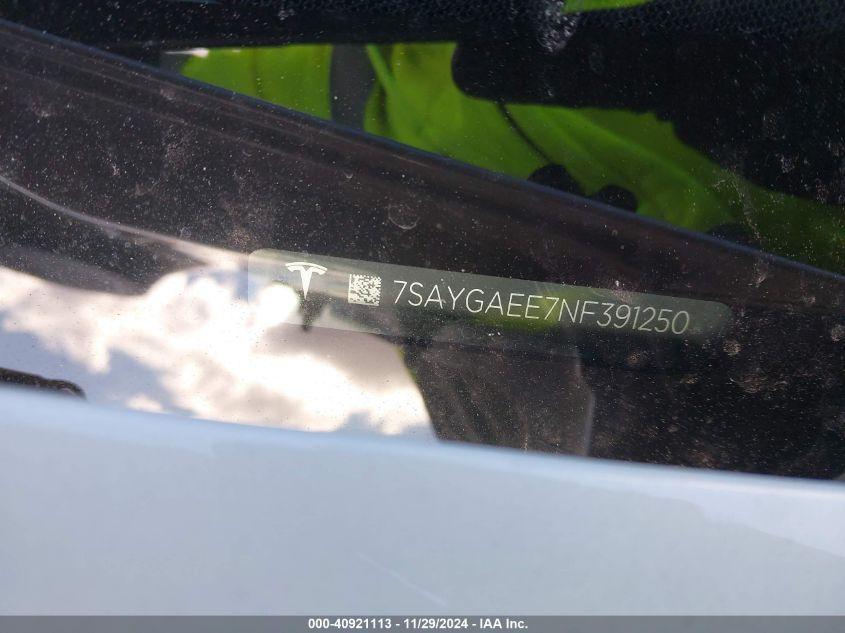 7SAYGAEE7NF391250
000-40921113 - 11/29/2024 - IAA Inc.